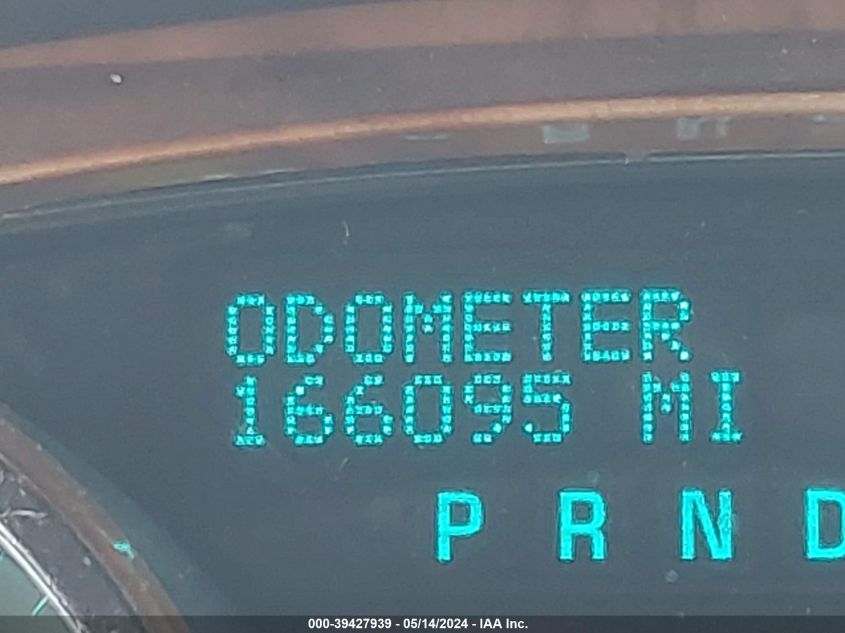 ODOMETER
166095 MI
P R N D
000-39427939 - 05/14/2024 - IAA Inc.